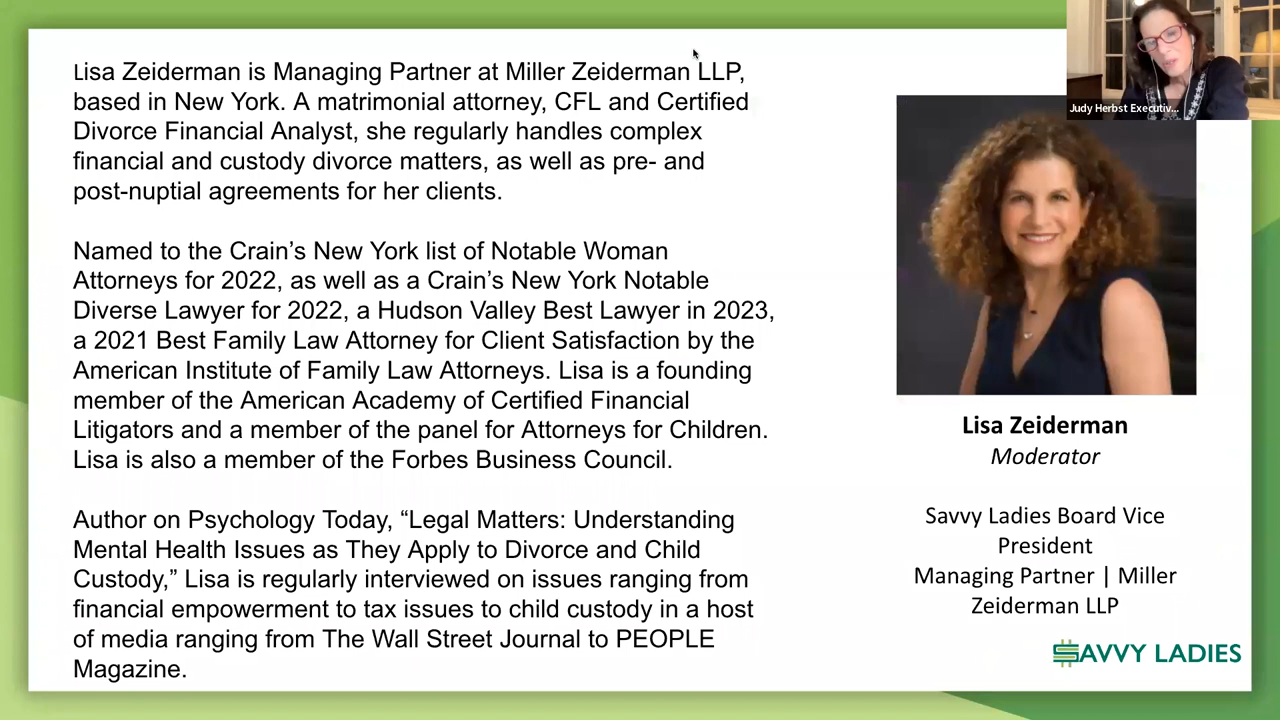 Lisa Zeiderman is Managing Partner at Miller Zeiderman LLP,
based in New York. A matrimonial attorney, CFL and Certified
Divorce Financial Analyst, she regularly handles complex
financial and custody divorce matters, as well as pre- and
post-nuptial agreements for her clients.
Named to the Crain’s New York list of Notable Woman
Attorneys for 2022, as well as a Crain’s New York Notable
Diverse Lawyer for 2022, a Hudson Valley Best Lawyer in 2023,
a 2021 Best Family Law Attorney for Client Satisfaction by the
American Institute of Family Law Attorneys. Lisa is a founding
member of the American Academy of Certified Financial
Litigators and a member of the panel for Attorneys for Children.
Lisa is also a member of the Forbes Business Council.
Author on Psychology Today, “Legal Matters: Understanding
Mental Health Issues as They Apply to Divorce and Child
Custody,” Lisa is regularly interviewed on issues ranging from
financial empowerment to tax issues to child custody in a host
of media ranging from The Wall Street Journal to PEOPLE
Magazine.
Judy Herbst Executiv...
Lisa Zeiderman
Moderator
Savvy Ladies Board Vice
President
Managing Partner | Miller
Zeiderman LLP
SAVVY LADIES